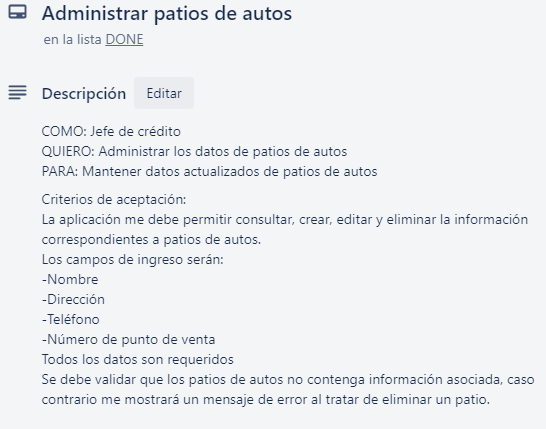 Administrar patios de autos
en la lista DONE
Descripción Editar
COMO: Jefe de crédito
QUIERO: Administrar los datos de patios de autos
PARA: Mantener datos actualizados de patios de autos
Criterios de aceptación:
La aplicación me debe permitir consultar, crear, editar y eliminar la información
correspondientes a patios de autos.
Los campos de ingreso serán:
-Nombre
-Dirección
-Teléfono
-Número de punto de venta
Todos los datos son requeridos
Se debe validar que los patios de autos no contenga información asociada, caso
contrario me mostrará un mensaje de error al tratar de eliminar un patio.